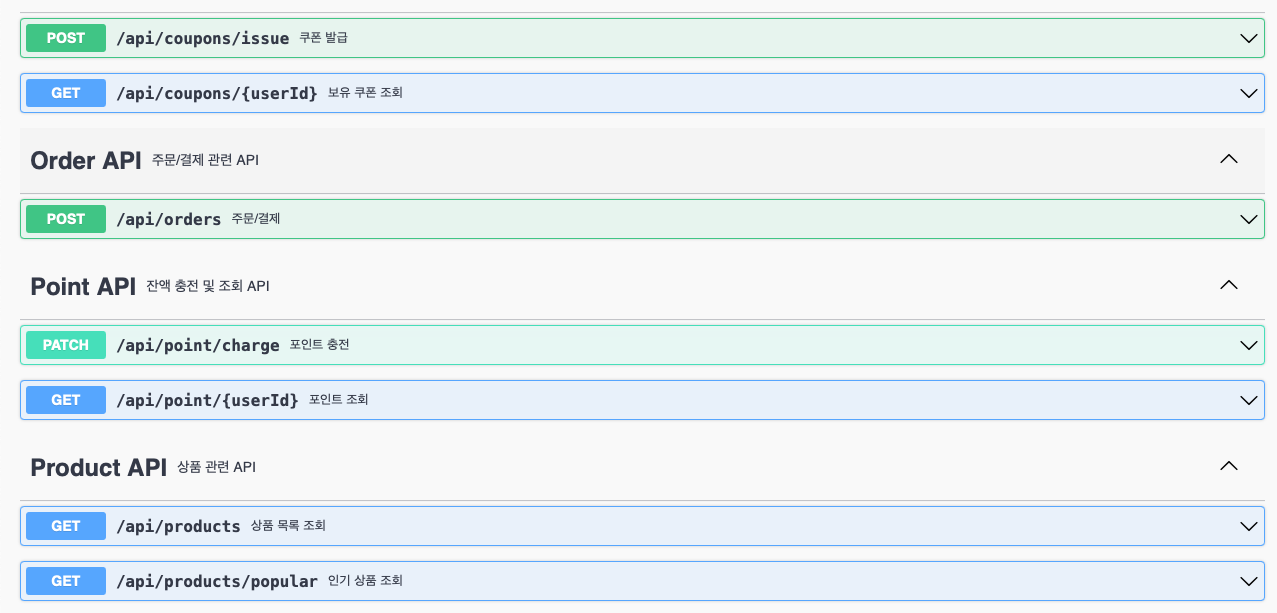 POST /api/coupons/issue 쿠폰 발급
GET /api/coupons/{userId} 보유 쿠폰 조회
Order API 주문/결제 관련 API
POST /api/orders 주문/결제
Point API 잔액 충전 및 조회 API
PATCH /api/point/charge 포인트 충전
GET /api/point/{userId} 포인트 조회
Product API 상품 관련 API
GET /api/products 상품 목록 조회
GET /api/products/popular 인기 상품 조회